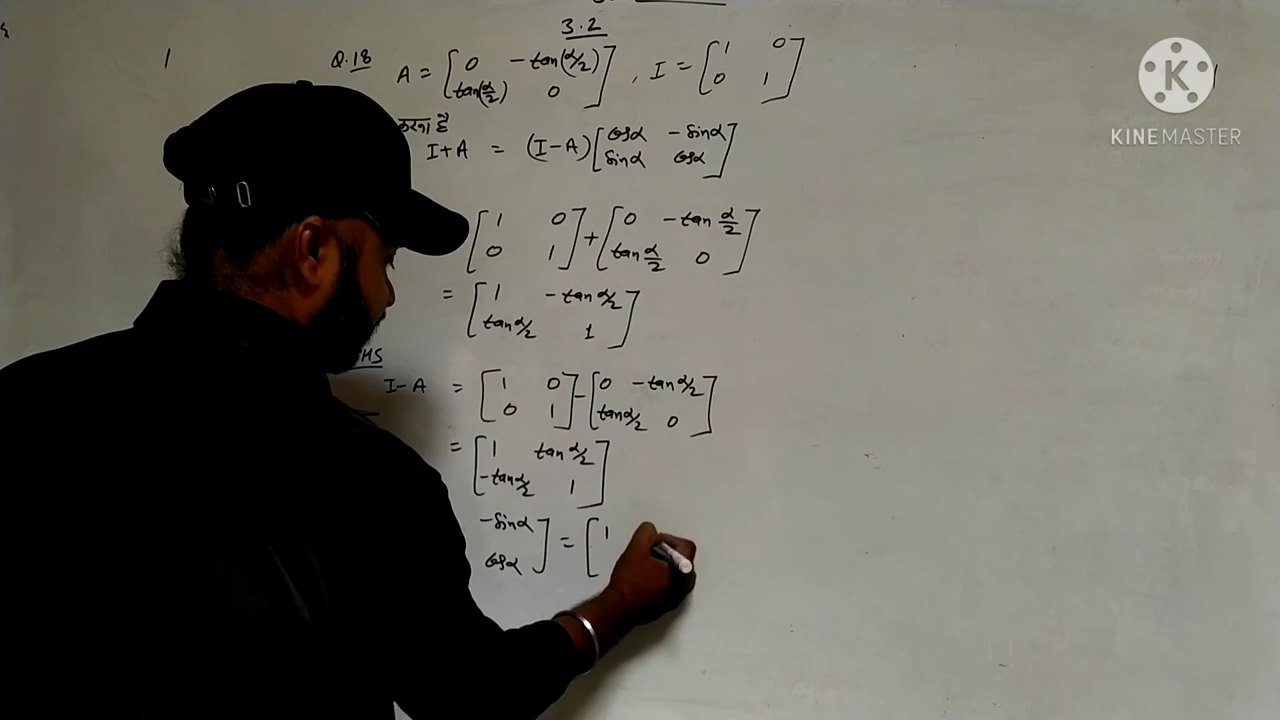 3.2
Q.18 A = [0 -tan(α/2) tan(α/2) 0], I = [1 0 0 1]
करना है
I+A = (I-A)[cosα -sinα sinα cosα]
[1 0 0 1] + [0 -tan α/2 tan α/2 0]
= [1 -tan α/2 tan α/2 1]
HS
I-A = [1 0 0 1] - [0 -tan α/2 tan α/2 0]
= [1 tan α/2 -tan α/2 1]
-sinα cosα] = [1
K
KINEMASTER